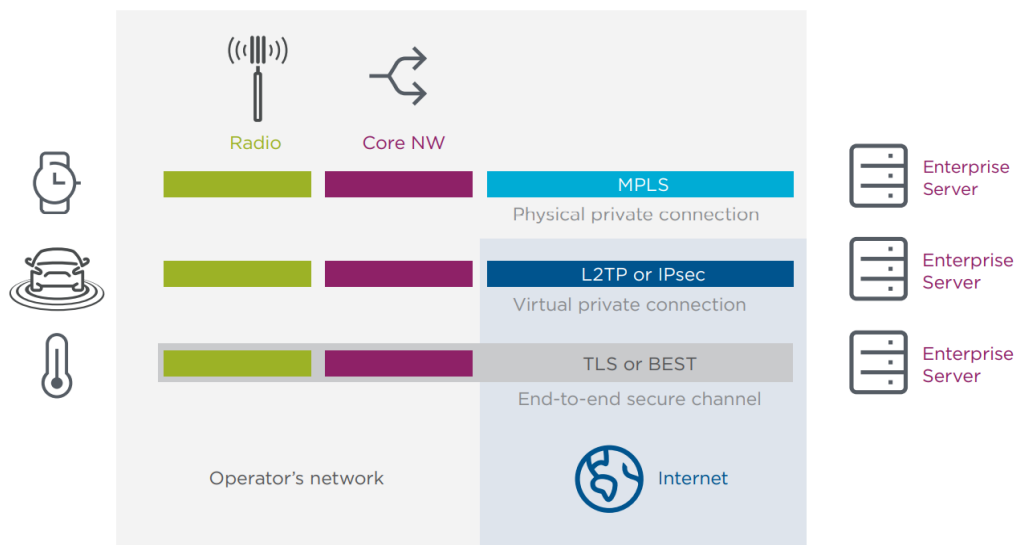 Radio
Core NW
MPLS
Physical private connection
Enterprise
Server
L2TP or IPsec
Virtual private connection
Enterprise
Server
TLS or BEST
End-to-end secure channel
Enterprise
Server
Operator's network
Internet